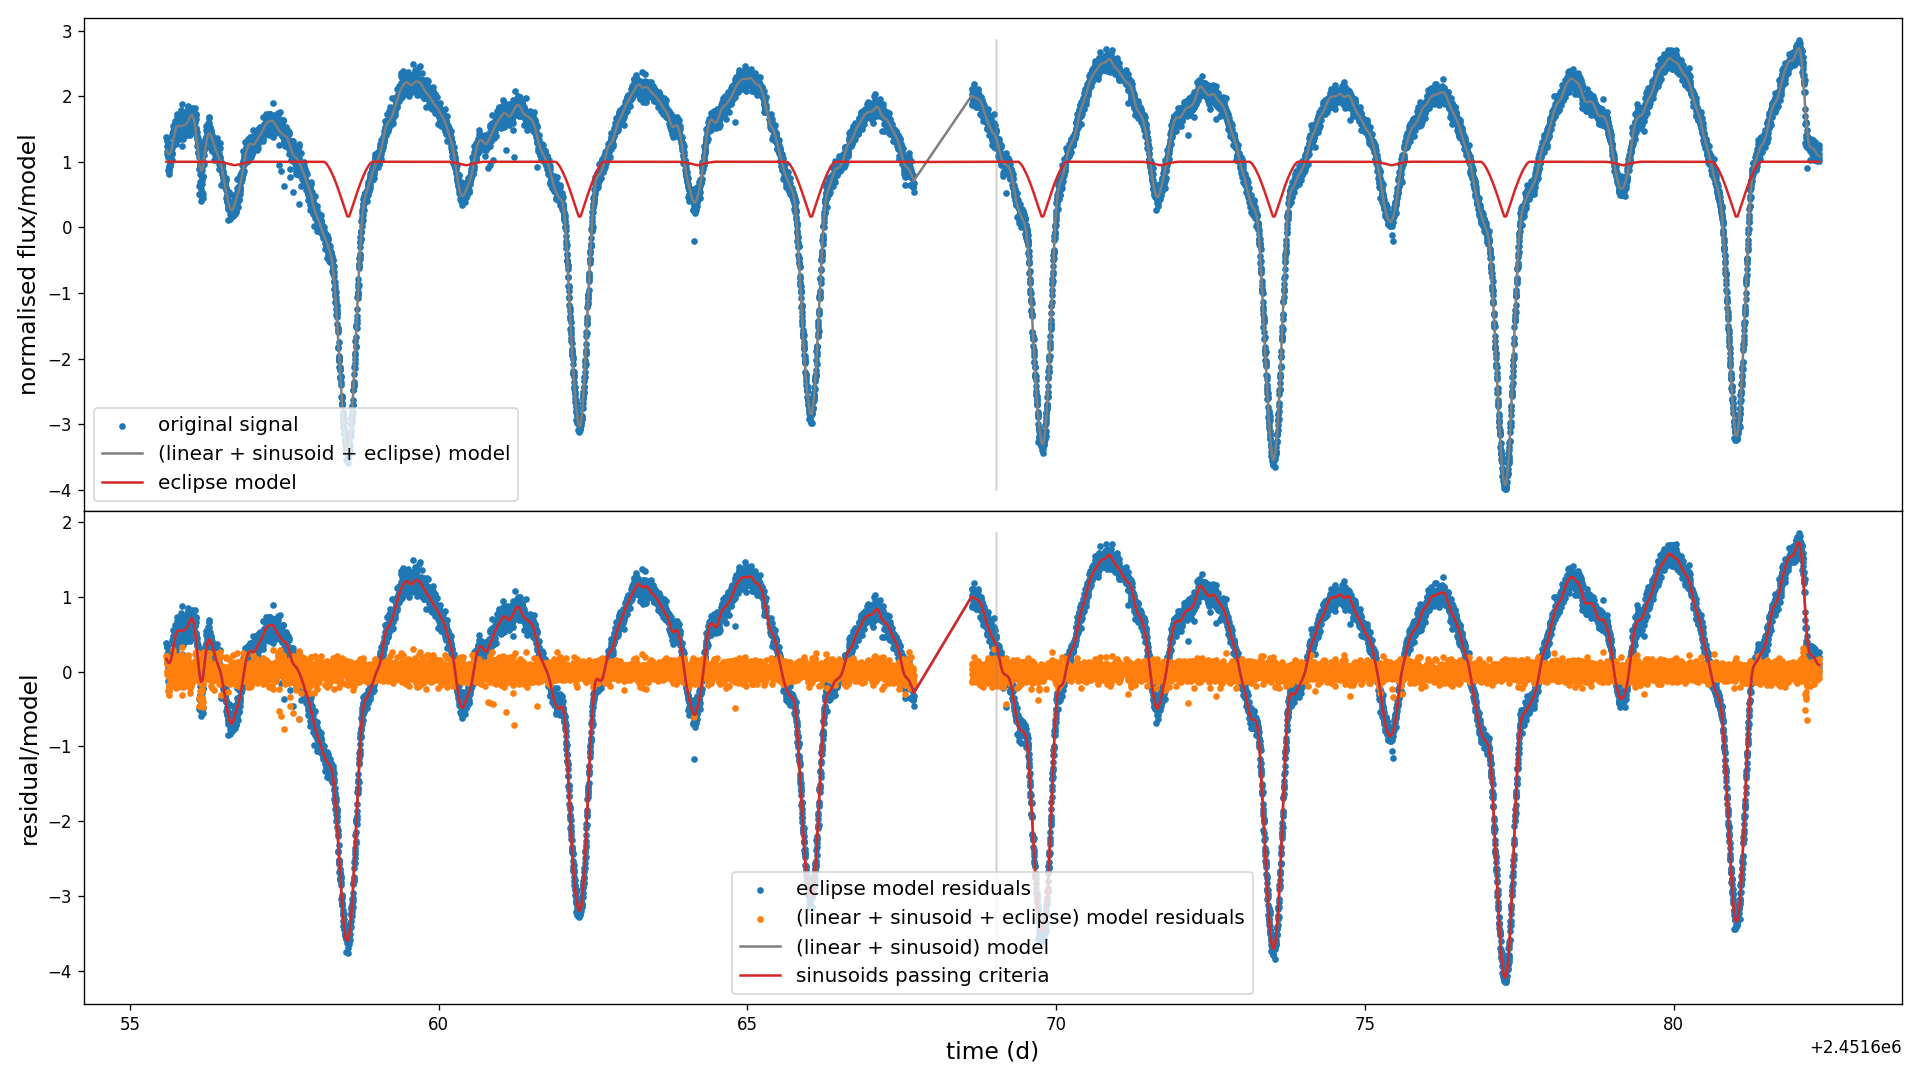 normalised flux/model
3
2
1
0
−1
−2
−3
−4
original signal
(linear + sinusoid + eclipse) model
eclipse model
residual/model
2
1
0
−1
−2
−3
−4
eclipse model residuals
(linear + sinusoid + eclipse) model residuals
(linear + sinusoid) model
sinusoids passing criteria
55 60 65 70 75 80
time (d)
+2.4516e6